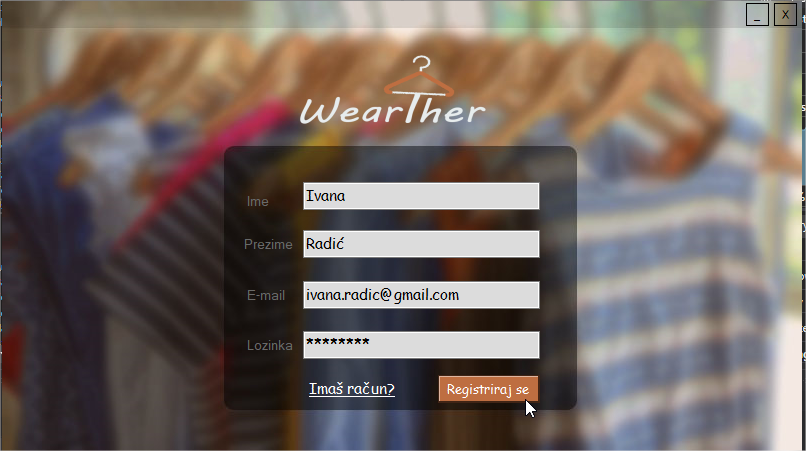 _ X
WearTher
Ime Ivana
Prezime Radić
E-mail ivana.radic@gmail.com
Lozinka ********
Imaš račun? Registriraj se